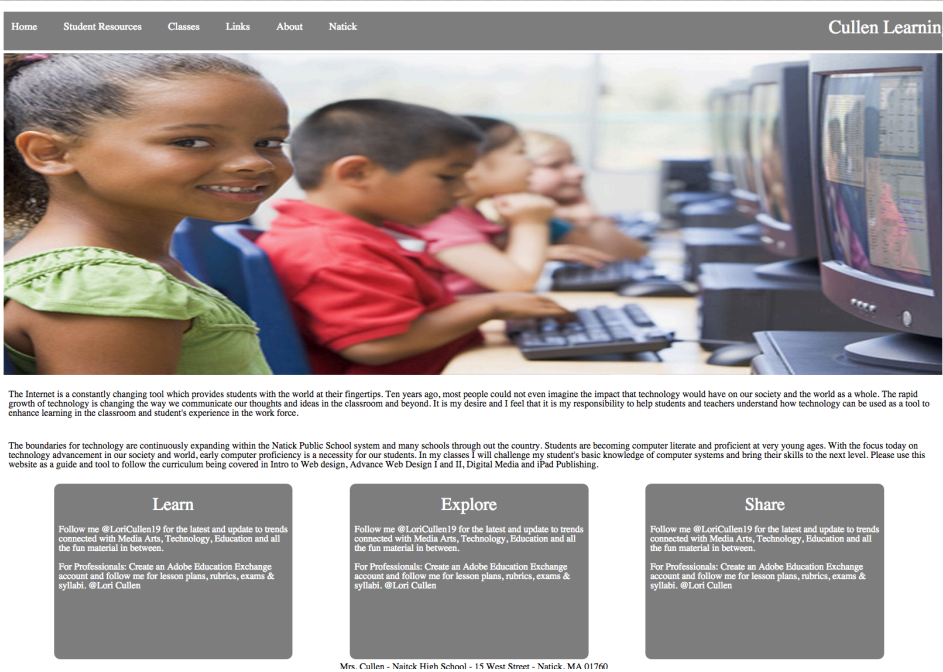 Home Student Resources Classes Links About Natick Cullen Learnin
The Internet is a constantly changing tool which provides students with the world at their fingertips. Ten years ago, most people could not even imagine the impact that technology would have on our society and the world as a whole. The rapid
growth of technology is changing the way we communicate our thoughts and ideas in the classroom and beyond. It is my desire and I feel that it is my responsibility to help students and teachers understand how technology can be used as a tool to
enhance learning in the classroom and student's experience in the work force.
The boundaries for technology are continuously expanding within the Natick Public School system and many schools through out the country. Students are becoming computer literate and proficient at very young ages. With the focus today on
technology advancement in our society and world, early computer proficiency is a necessity for our students. In my classes I will challenge my student's basic knowledge of computer systems and bring their skills to the next level. Please use this
website as a guide and tool to follow the curriculum being covered in Intro to Web design, Advance Web Design I and II, Digital Media and iPad Publishing.
Learn
Follow me @LoriCullen19 for the latest and update to trends
connected with Media Arts, Technology, Education and all
the fun material in between.
For Professionals: Create an Adobe Education Exchange
account and follow me for lesson plans, rubrics, exams &
syllabi. @Lori Cullen
Explore
Follow me @LoriCullen19 for the latest and update to trends
connected with Media Arts, Technology, Education and all
the fun material in between.
For Professionals: Create an Adobe Education Exchange
account and follow me for lesson plans, rubrics, exams &
syllabi. @Lori Cullen
Share
Follow me @LoriCullen19 for the latest and update to trends
connected with Media Arts, Technology, Education and all
the fun material in between.
For Professionals: Create an Adobe Education Exchange
account and follow me for lesson plans, rubrics, exams &
syllabi. @Lori Cullen
Mrs. Cullen - Naitck High School - 15 West Street - Natick, MA 01760